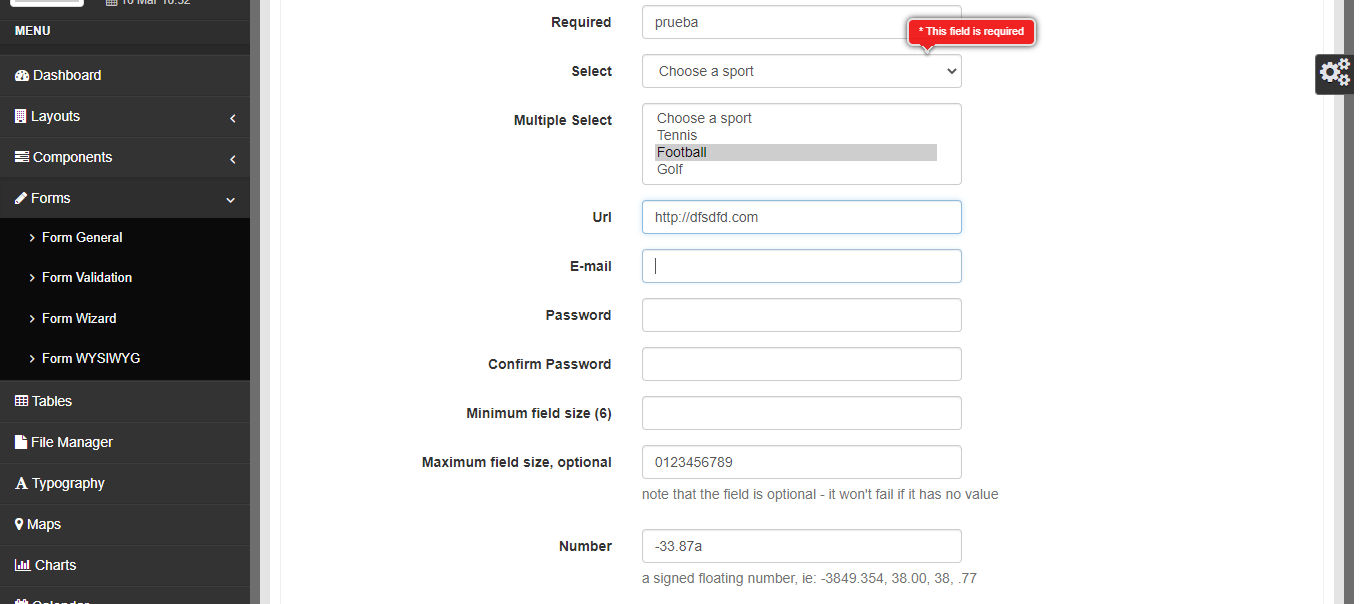 16 Mar 16:52
MENU
Dashboard
Layouts
Components
Forms
Form General
Form Validation
Form Wizard
Form WYSIWYG
Tables
File Manager
Typography
Maps
Charts
Calendar
Required
prueba
* This field is required
Select
Choose a sport
Multiple Select
Choose a sport
Tennis
Football
Golf
Url
http://dfsdfd.com
E-mail
Password
Confirm Password
Minimum field size (6)
Maximum field size, optional
0123456789
note that the field is optional - it won't fail if it has no value
Number
-33.87a
a signed floating number, ie: -3849.354, 38.00, 38, .77